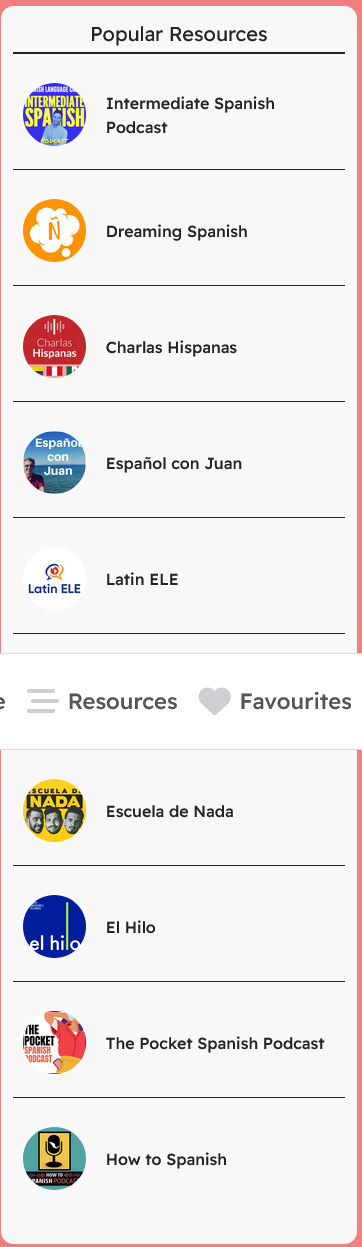 Popular Resources
INTERMEDIATE
SPANISH
PODCAST
Intermediate Spanish
Podcast
Ñ
Dreaming Spanish
Charlas
Hispanas
Charlas Hispanas
Español
con
Juan
Español con Juan
Latin ELE
Latin ELE
e Resources Favourites
ESCUELA DE
NADA
Escuela de Nada
el hilo
El Hilo
THE
POCKET
SPANISH
PODCAST
The Pocket Spanish Podcast
HOW TO
SPANISH PODCAST
How to Spanish